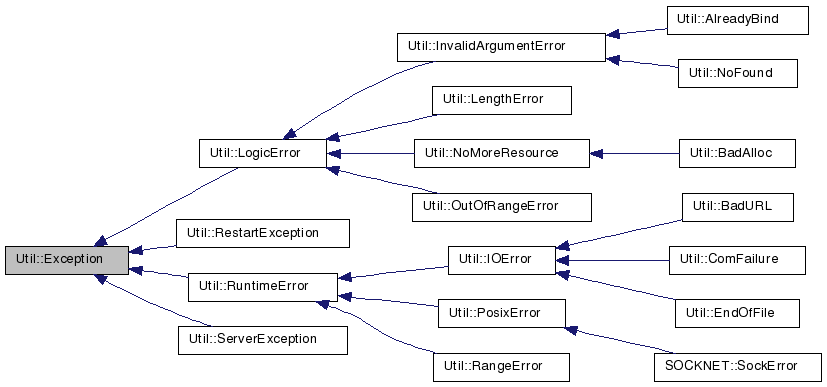 Util::AlreadyBind
Util::InvalidArgumentError
Util::NoFound
Util::LengthError
Util::LogicError
Util::NoMoreResource
Util::BadAlloc
Util::OutOfRangeError
Util::BadURL
Util::RestartException
Util::Exception
Util::IOError
Util::ComFailure
Util::RuntimeError
Util::PosixError
Util::EndOfFile
Util::ServerException
Util::RangeError
SOCKNET::SockError